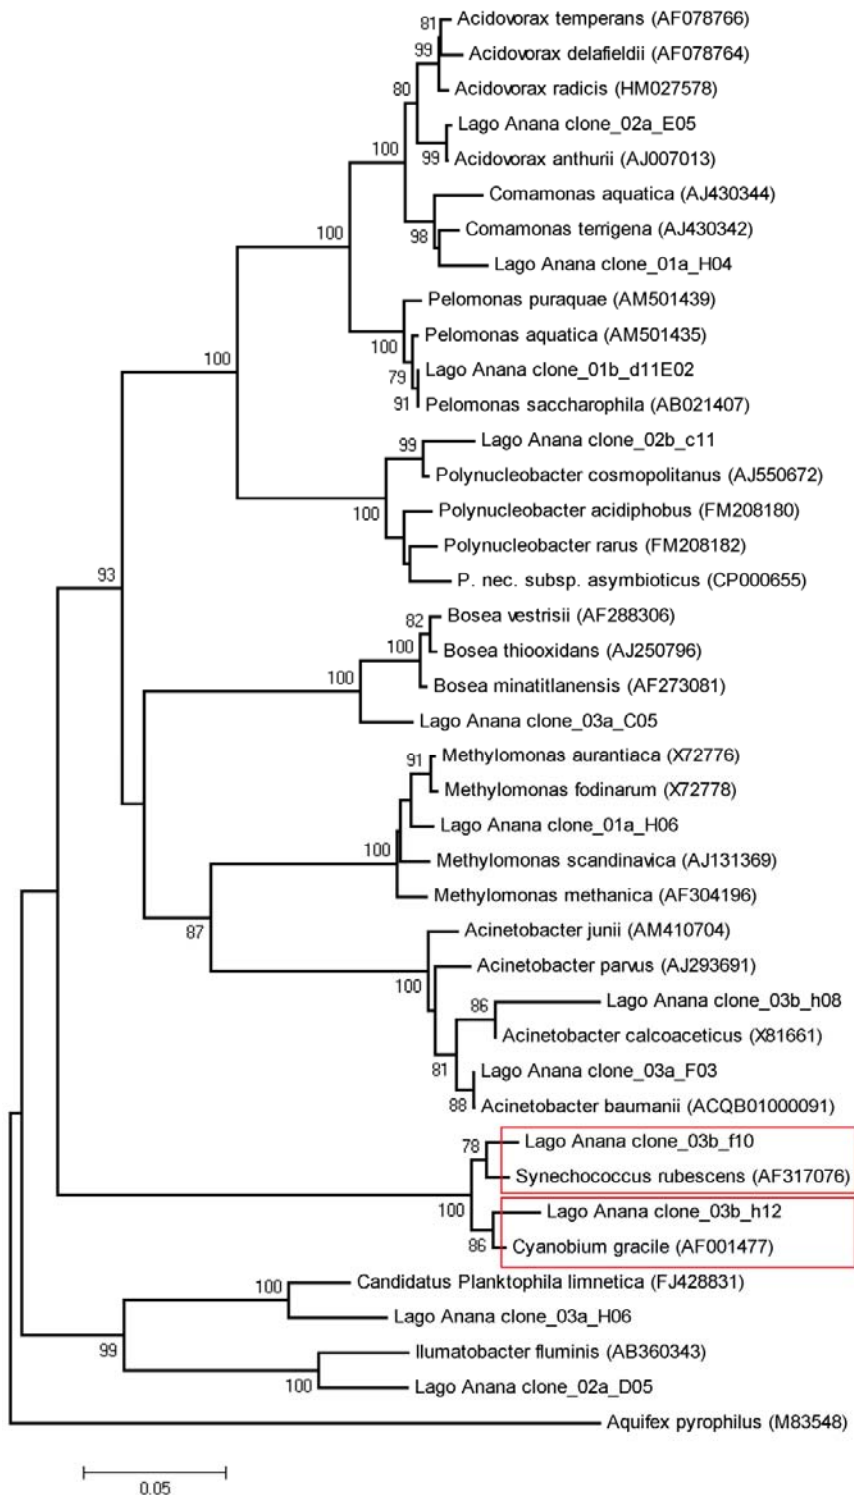 81
Acidovorax temperans (AF078766)
99
Acidovorax delafieldii (AF078764)
80
Acidovorax radicis (HM027578)
Lago Anana clone_02a_E05
100
99
Acidovorax anthurii (AJ007013)
Comamonas aquatica (AJ430344)
100
98
Comamonas terrigena (AJ430342)
Lago Anana clone_01a_H04
Pelomonas puraquae (AM501439)
100
Pelomonas aquatica (AM501435)
100
79
Lago Anana clone_01b_d11E02
91
Pelomonas saccharophila (AB021407)
99
Lago Anana clone_02b_c11
Polynucleobacter cosmopolitanus (AJ550672)
100
Polynucleobacter acidiphobus (FM208180)
Polynucleobacter rarus (FM208182)
93
P. nec. subsp. asymbioticus (CP000655)
82
Bosea vestrisii (AF288306)
100
Bosea thiooxidans (AJ250796)
100
Bosea minatitlanensis (AF273081)
Lago Anana clone_03a_C05
91
Methylomonas aurantiaca (X72776)
Methylomonas fodinarum (X72778)
Lago Anana clone_01a_H06
100
Methylomonas scandinavica (AJ131369)
Methylomonas methanica (AF304196)
87
Acinetobacter junii (AM410704)
Acinetobacter parvus (AJ293691)
100
86
Lago Anana clone_03b_h08
Acinetobacter calcoaceticus (X81661)
81
Lago Anana clone_03a_F03
88
Acinetobacter baumanii (ACQB01000091)
78
Lago Anana clone_03b_f10
Synechococcus rubescens (AF317076)
100
Lago Anana clone_03b_h12
86
Cyanobium gracile (AF001477)
100
Candidatus Planktophila limnetica (FJ428831)
Lago Anana clone_03a_H06
99
Ilumatobacter fluminis (AB360343)
100
Lago Anana clone_02a_D05
Aquifex pyrophilus (M83548)
0.05